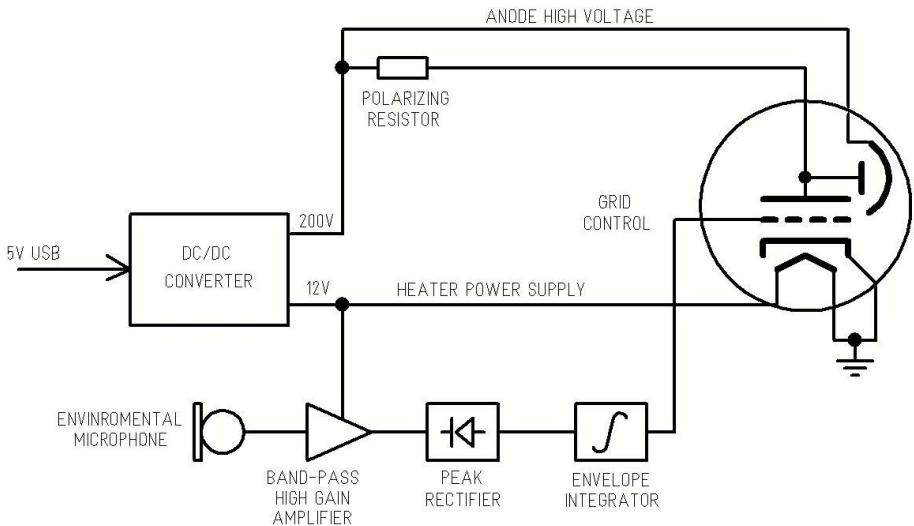 ANODE HIGH VOLTAGE
POLARIZING
RESISTOR
GRID
CONTROL
200V
5V USB
DC/DC
CONVERTER
12V
HEATER POWER SUPPLY
ENVINROMENTAL
MICROPHONE
BAND-PASS
HIGH GAIN
AMPLIFIER
PEAK
RECTIFIER
ENVELOPE
INTEGRATOR